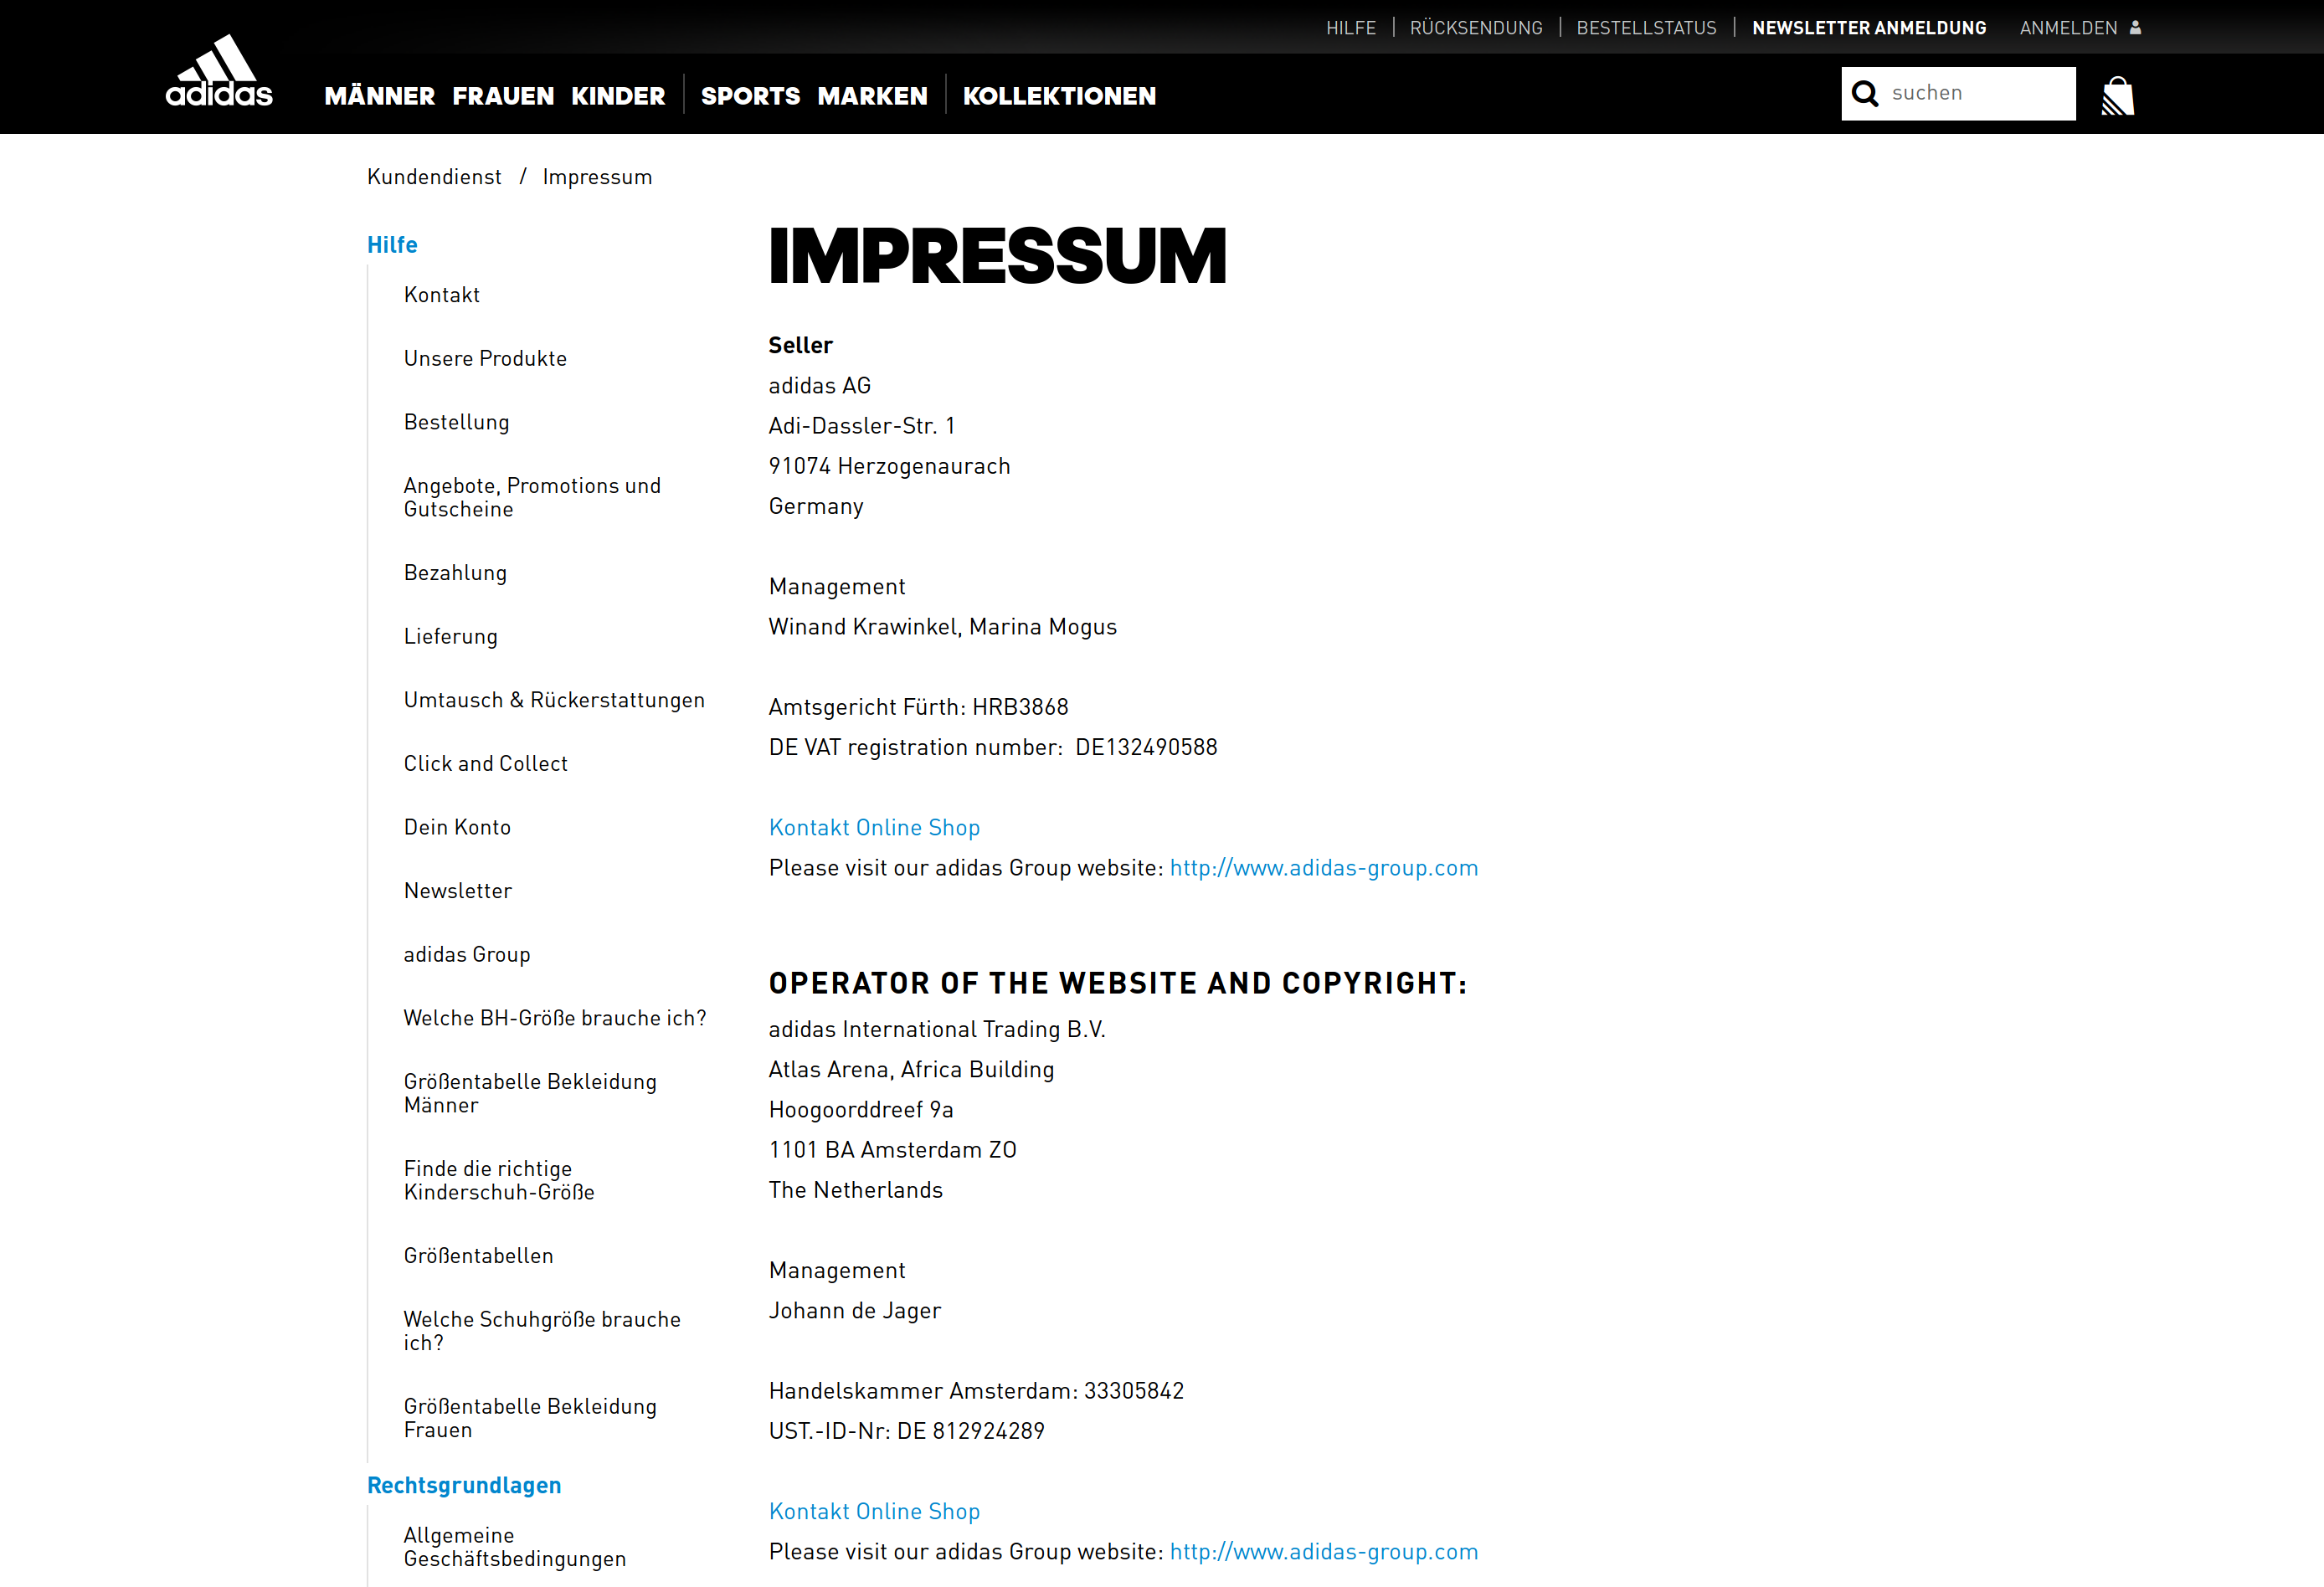 HILFE RÜCKSENDUNG BESTELLSTATUS NEWSLETTER ANMELDUNG ANMELDEN
adidas
MÄNNER FRAUEN KINDER SPORTS MARKEN KOLLEKTIONEN
suchen
Kundendienst / Impressum
Hilfe
Kontakt
Unsere Produkte
Bestellung
Angebote, Promotions und
Gutscheine
Bezahlung
Lieferung
Umtausch & Rückerstattungen
Click and Collect
Dein Konto
Newsletter
adidas Group
Welche BH-Größe brauche ich?
Größentabelle Bekleidung
Männer
Finde die richtige
Kinderschuh-Größe
Größentabellen
Welche Schuhgröße brauche
ich?
Größentabelle Bekleidung
Frauen
Rechtsgrundlagen
Allgemeine
Geschäftsbedingungen
IMPRESSUM
Seller
adidas AG
Adi-Dassler-Str. 1
91074 Herzogenaurach
Germany
Management
Winand Krawinkel, Marina Mogus
Amtsgericht Fürth: HRB3868
DE VAT registration number:  DE132490588
Kontakt Online Shop
Please visit our adidas Group website: http://www.adidas-group.com
OPERATOR OF THE WEBSITE AND COPYRIGHT:
adidas International Trading B.V.
Atlas Arena, Africa Building
Hoogoorddreef 9a
1101 BA Amsterdam ZO
The Netherlands
Management
Johann de Jager
Handelskammer Amsterdam: 33305842
UST.-ID-Nr: DE 812924289
Kontakt Online Shop
Please visit our adidas Group website: http://www.adidas-group.com